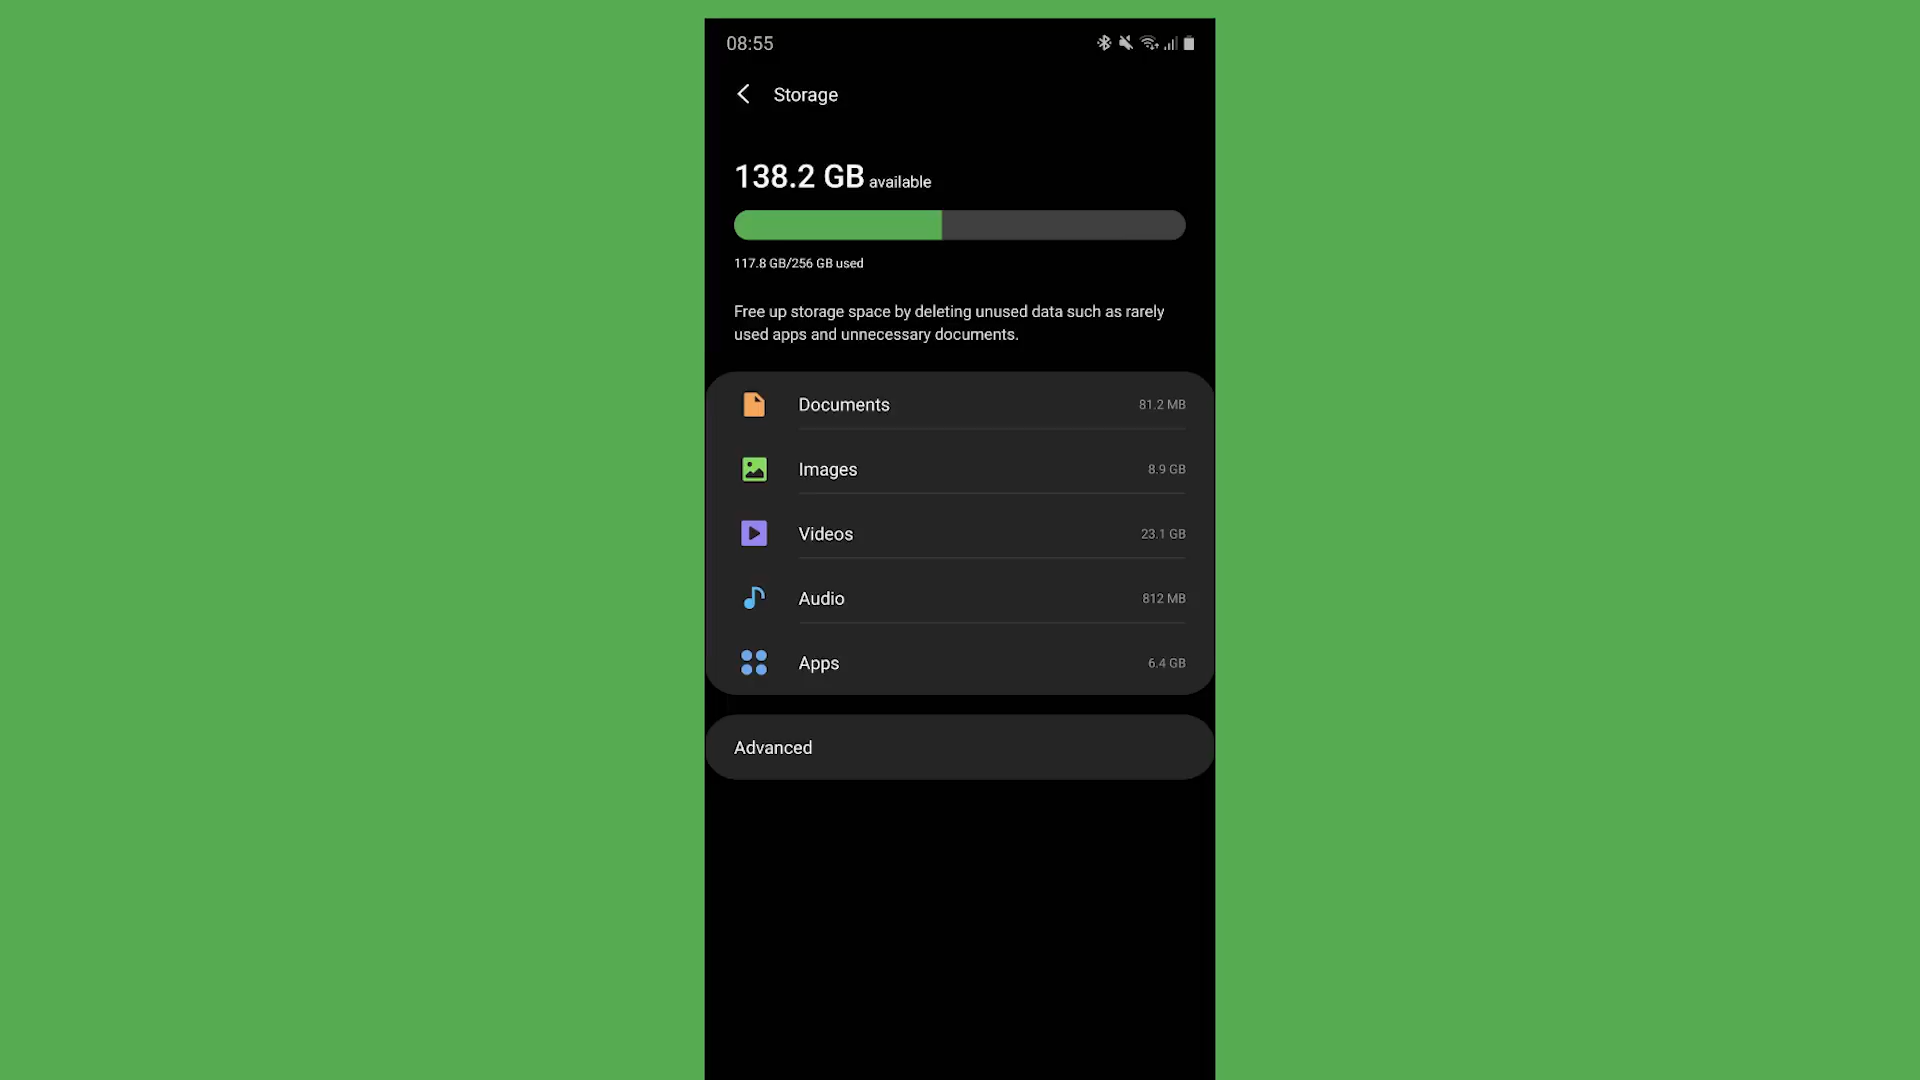 08:55
Storage
138.2 GB available
117.8 GB/256 GB used
Free up storage space by deleting unused data such as rarely
used apps and unnecessary documents.
Documents 81.2 MB
Images 8.9 GB
Videos 23.1 GB
Audio 812 MB
Apps 6.4 GB
Advanced